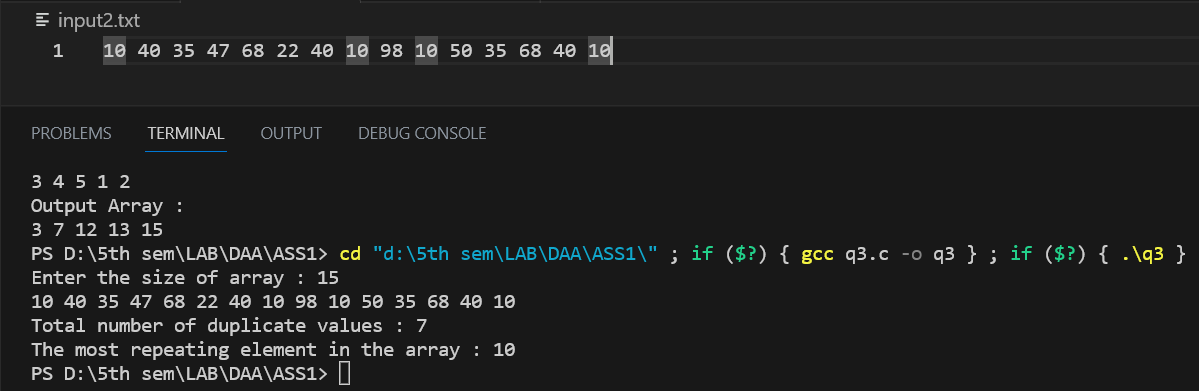 input2.txt
1 10 40 35 47 68 22 40 10 98 10 50 35 68 40 10
PROBLEMS TERMINAL OUTPUT DEBUG CONSOLE
3 4 5 1 2
Output Array :
3 7 12 13 15
PS D:\5th sem\LAB\DAA\ASS1> cd "d:\5th sem\LAB\DAA\ASS1\" ; if ($?) { gcc q3.c -o q3 } ; if ($?) { .\q3 }
Enter the size of array : 15
10 40 35 47 68 22 40 10 98 10 50 35 68 40 10
Total number of duplicate values : 7
The most repeating element in the array : 10
PS D:\5th sem\LAB\DAA\ASS1>